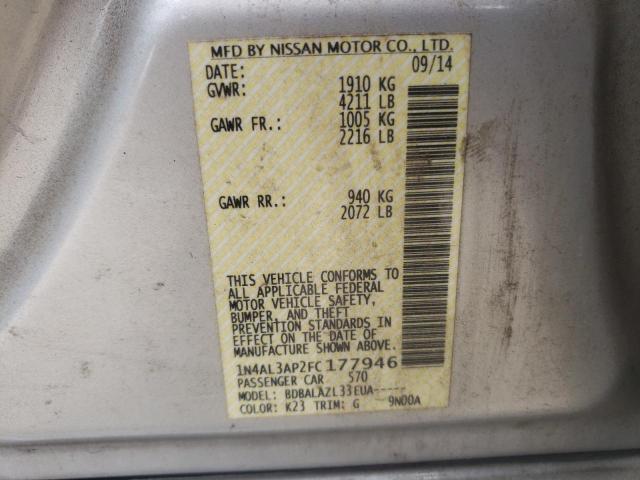 MFD BY NISSAN MOTOR CO., LTD.
DATE: 09/14
GVWR: 1910 KG
4211 LB
GAWR FR.: 1005 KG
2216 LB
GAWR RR.: 940 KG
2072 LB
THIS VEHICLE CONFORMS TO
ALL APPLICABLE FEDERAL
MOTOR VEHICLE SAFETY,
BUMPER, AND THEFT
PREVENTION STANDARDS IN
EFFECT ON THE DATE OF
MANUFACTURE SHOWN ABOVE.
1N4AL3AP2FC177946
PASSENGER CAR 570
MODEL: BDBALAZL33EUA-----
COLOR: K23 TRIM: G 9N00A